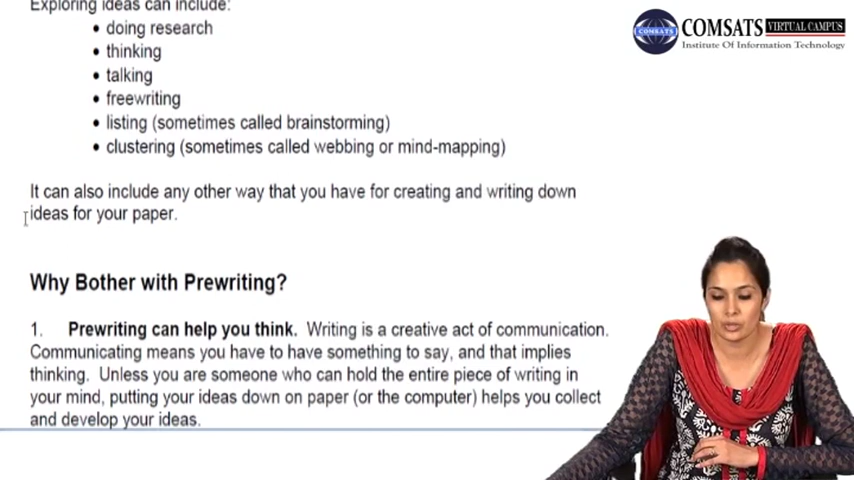 Exploring ideas can include:
COMSATS VIRTUAL CAMPUS
COMSATS
Institute Of Information Technology
• doing research
• thinking
• talking
• freewriting
• listing (sometimes called brainstorming)
• clustering (sometimes called webbing or mind-mapping)
It can also include any other way that you have for creating and writing down
ideas for your paper.
Why Bother with Prewriting?
1. Prewriting can help you think. Writing is a creative act of communication.
Communicating means you have to have something to say, and that implies
thinking. Unless you are someone who can hold the entire piece of writing in
your mind, putting your ideas down on paper (or the computer) helps you collect
and develop your ideas.